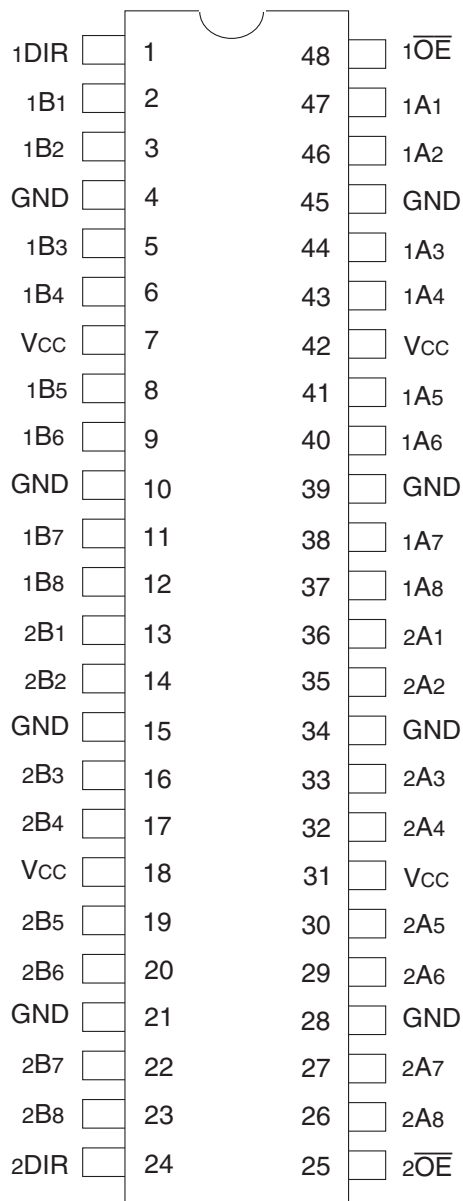 1DIR 1 48 1O̅E̅
1B1 2 47 1A1
1B2 3 46 1A2
GND 4 45 GND
1B3 5 44 1A3
1B4 6 43 1A4
VCC 7 42 VCC
1B5 8 41 1A5
1B6 9 40 1A6
GND 10 39 GND
1B7 11 38 1A7
1B8 12 37 1A8
2B1 13 36 2A1
2B2 14 35 2A2
GND 15 34 GND
2B3 16 33 2A3
2B4 17 32 2A4
VCC 18 31 VCC
2B5 19 30 2A5
2B6 20 29 2A6
GND 21 28 GND
2B7 22 27 2A7
2B8 23 26 2A8
2DIR 24 25 2O̅E̅